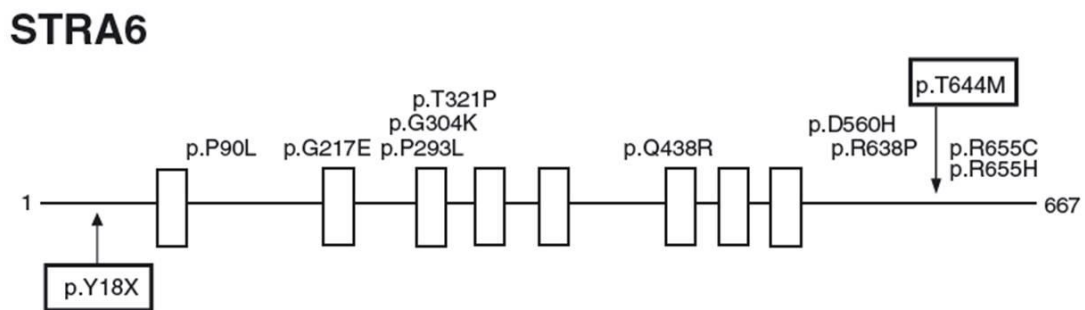 STRA6
p.T644M
p.T321P
p.G304K
p.D560H
p.P90L
p.G217E
p.P293L
p.Q438R
p.R638P
p.R655C
p.R655H
1
667
p.Y18X